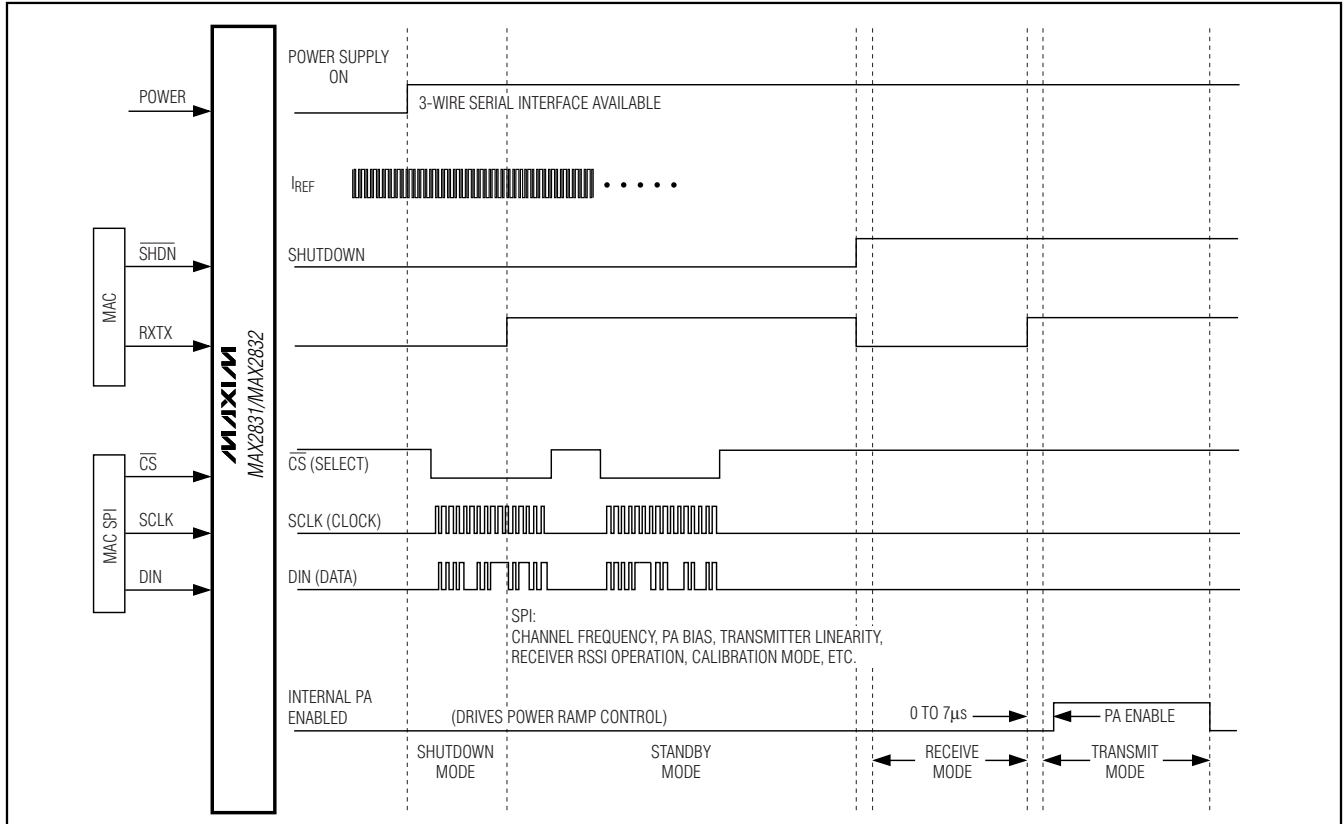 POWER
MAC
SHDN
RXTX
MAC SPI
CS
SCLK
DIN
MAXIM
MAX2831/MAX2832
POWER SUPPLY
ON
3-WIRE SERIAL INTERFACE AVAILABLE
IREF
SHUTDOWN
CS (SELECT)
SCLK (CLOCK)
DIN (DATA)
SPI:
CHANNEL FREQUENCY, PA BIAS, TRANSMITTER LINEARITY,
RECEIVER RSSI OPERATION, CALIBRATION MODE, ETC.
INTERNAL PA
ENABLED
(DRIVES POWER RAMP CONTROL)
0 TO 7µs
PA ENABLE
SHUTDOWN
MODE
STANDBY
MODE
RECEIVE
MODE
TRANSMIT
MODE